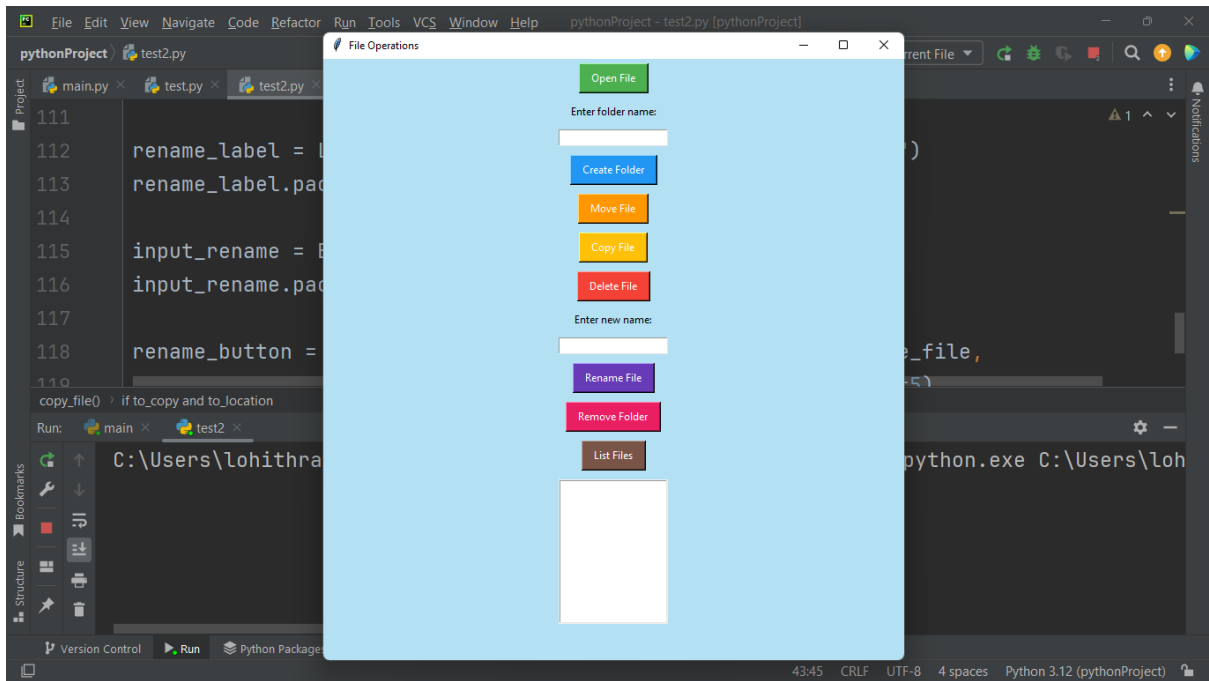 File Edit View Navigate Code Refactor Run Tools VCS Window Help pythonProject - test2.py [pythonProject]
pythonProject test2.py
rrent File
main.py test.py test2.py
Project
Notifications
1
111
112 rename_label = L ")
113 rename_label.pac
114
115 input_rename = E
116 input_rename.pac
117
118 rename_button = e_file,
119 =5)
copy_file() if to_copy and to_location
Run: main test2
C:\Users\lohithra python.exe C:\Users\loh
Bookmarks
Structure
Version Control Run Python Packages
43:45 CRLF UTF-8 4 spaces Python 3.12 (pythonProject)
File Operations
Open File
Enter folder name:
Create Folder
Move File
Copy File
Delete File
Enter new name:
Rename File
Remove Folder
List Files